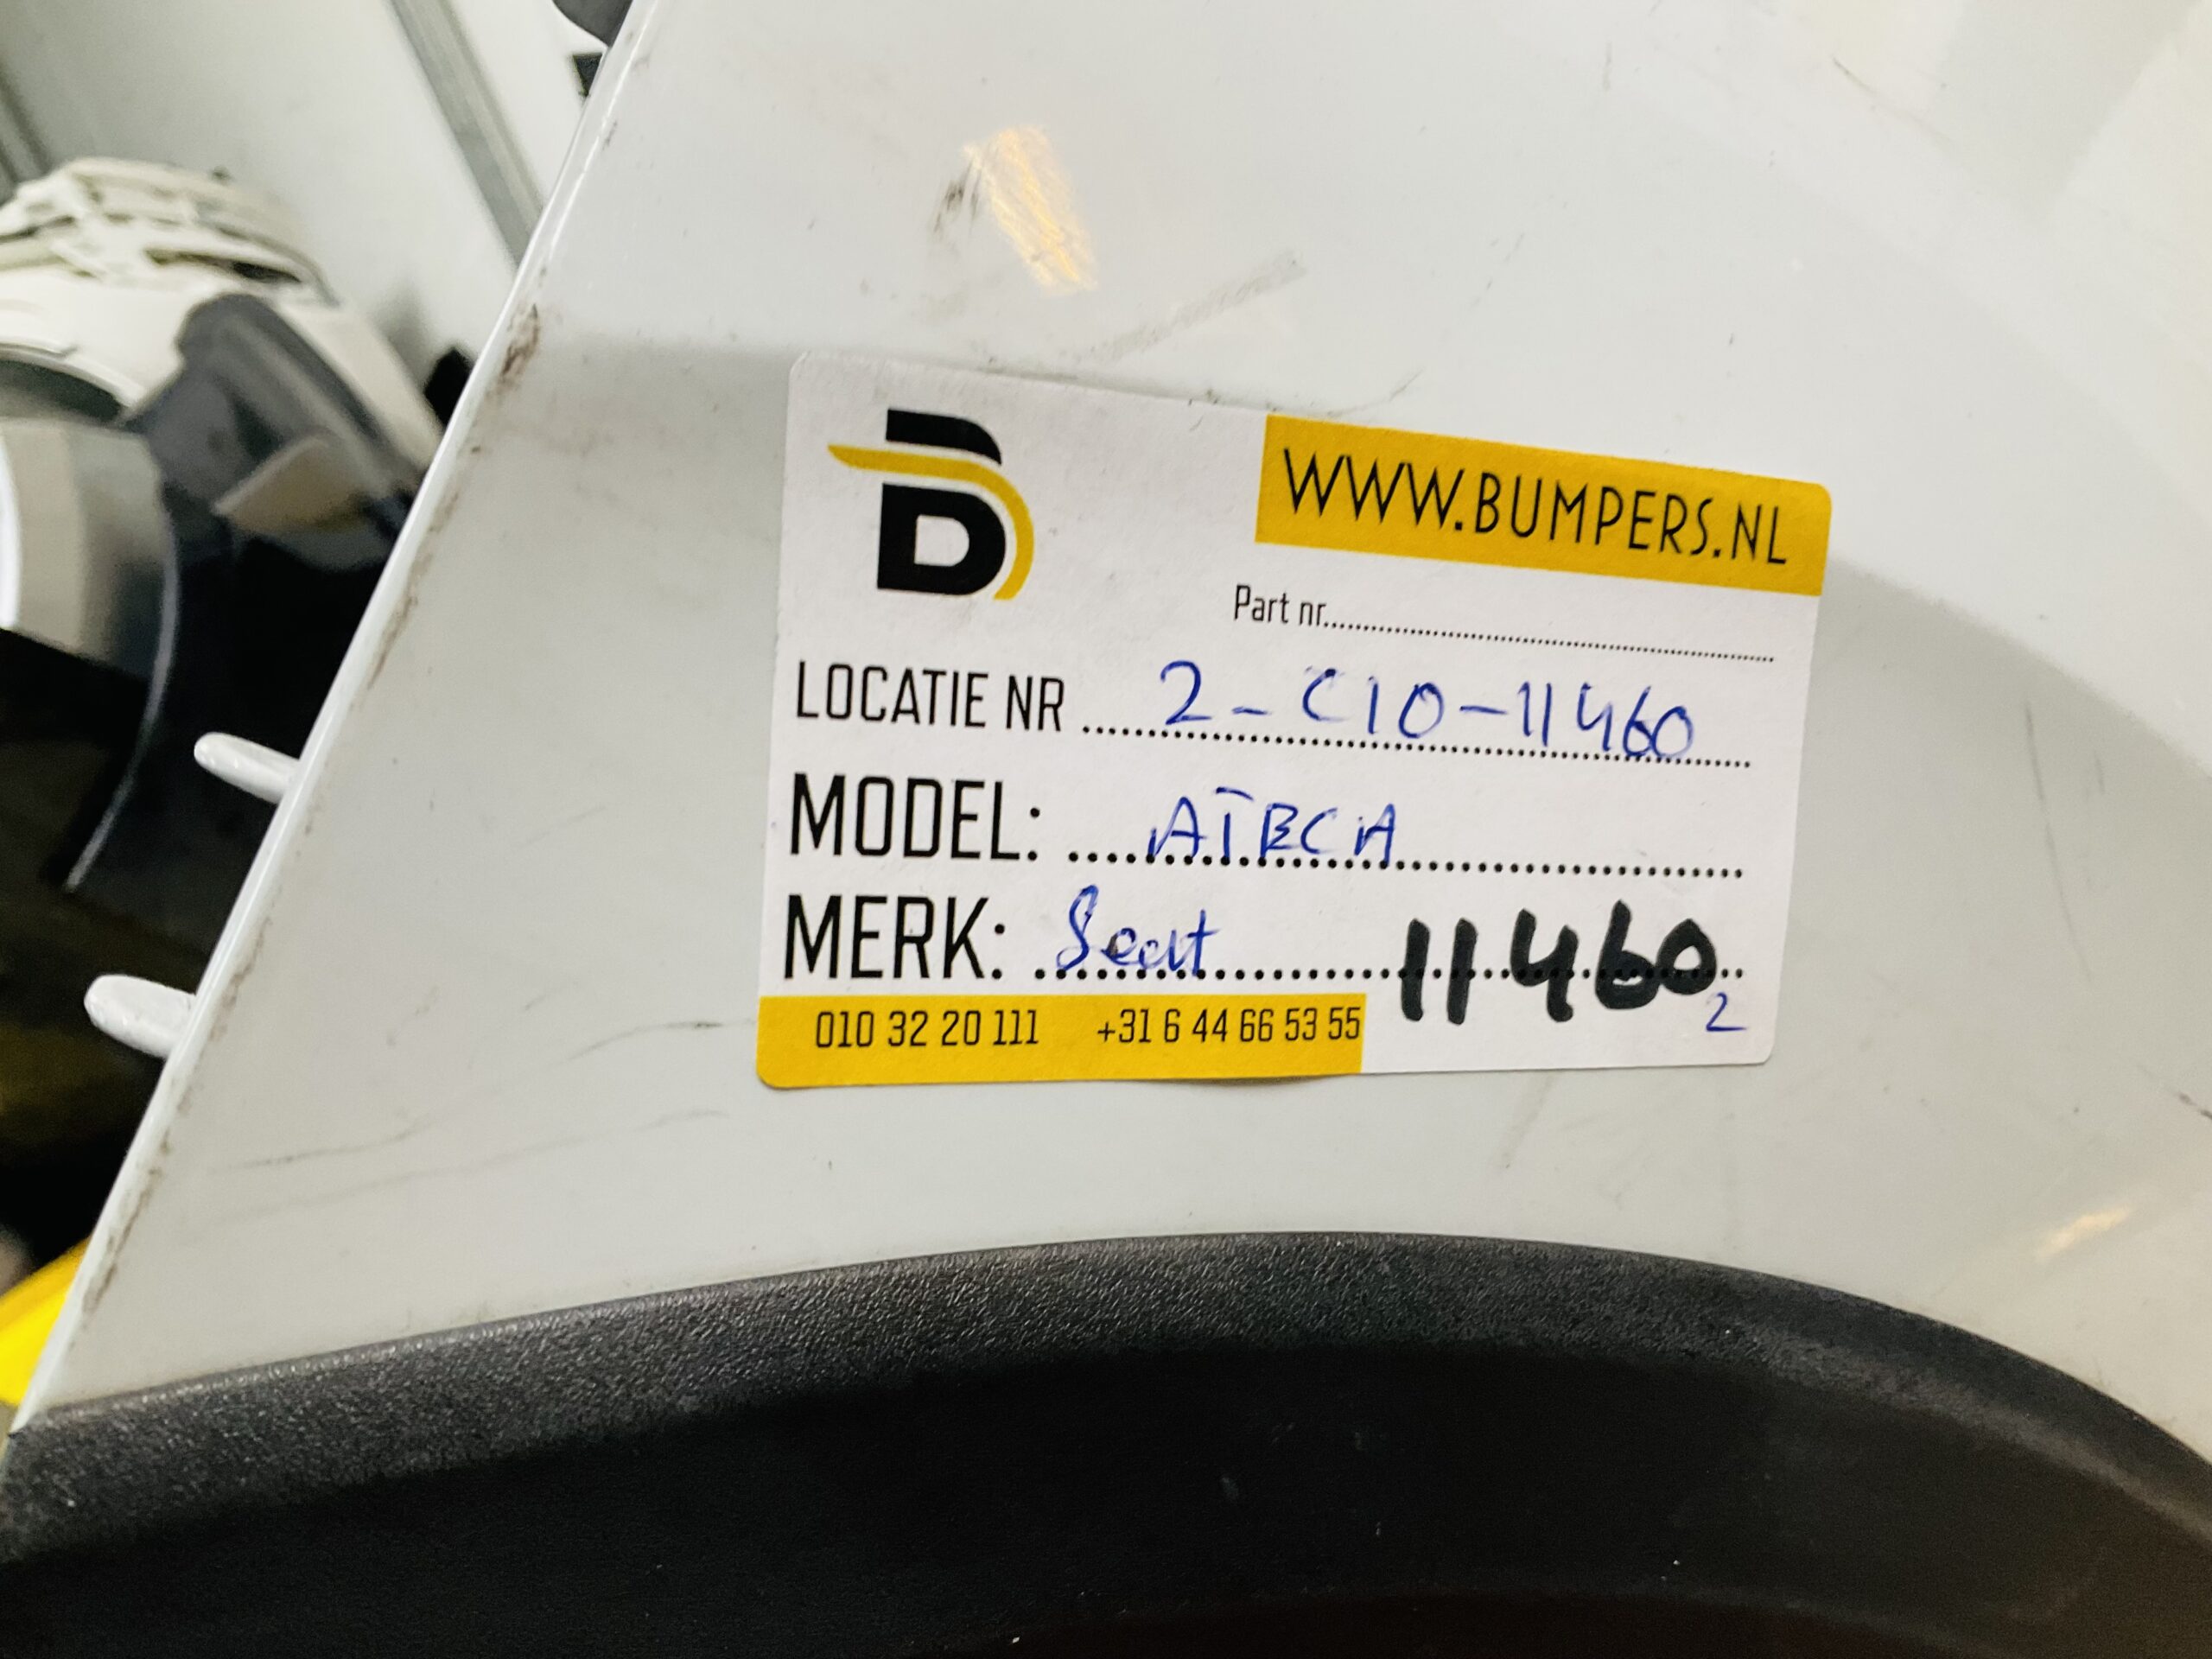 B
WWW.BUMPERS.NL
Part nr..........
LOCATIE NR ..... 2-C10-11460
MODEL: .... ATECA
MERK: ... Seat 11460
2
010 32 20 111 +31 6 44 66 53 55